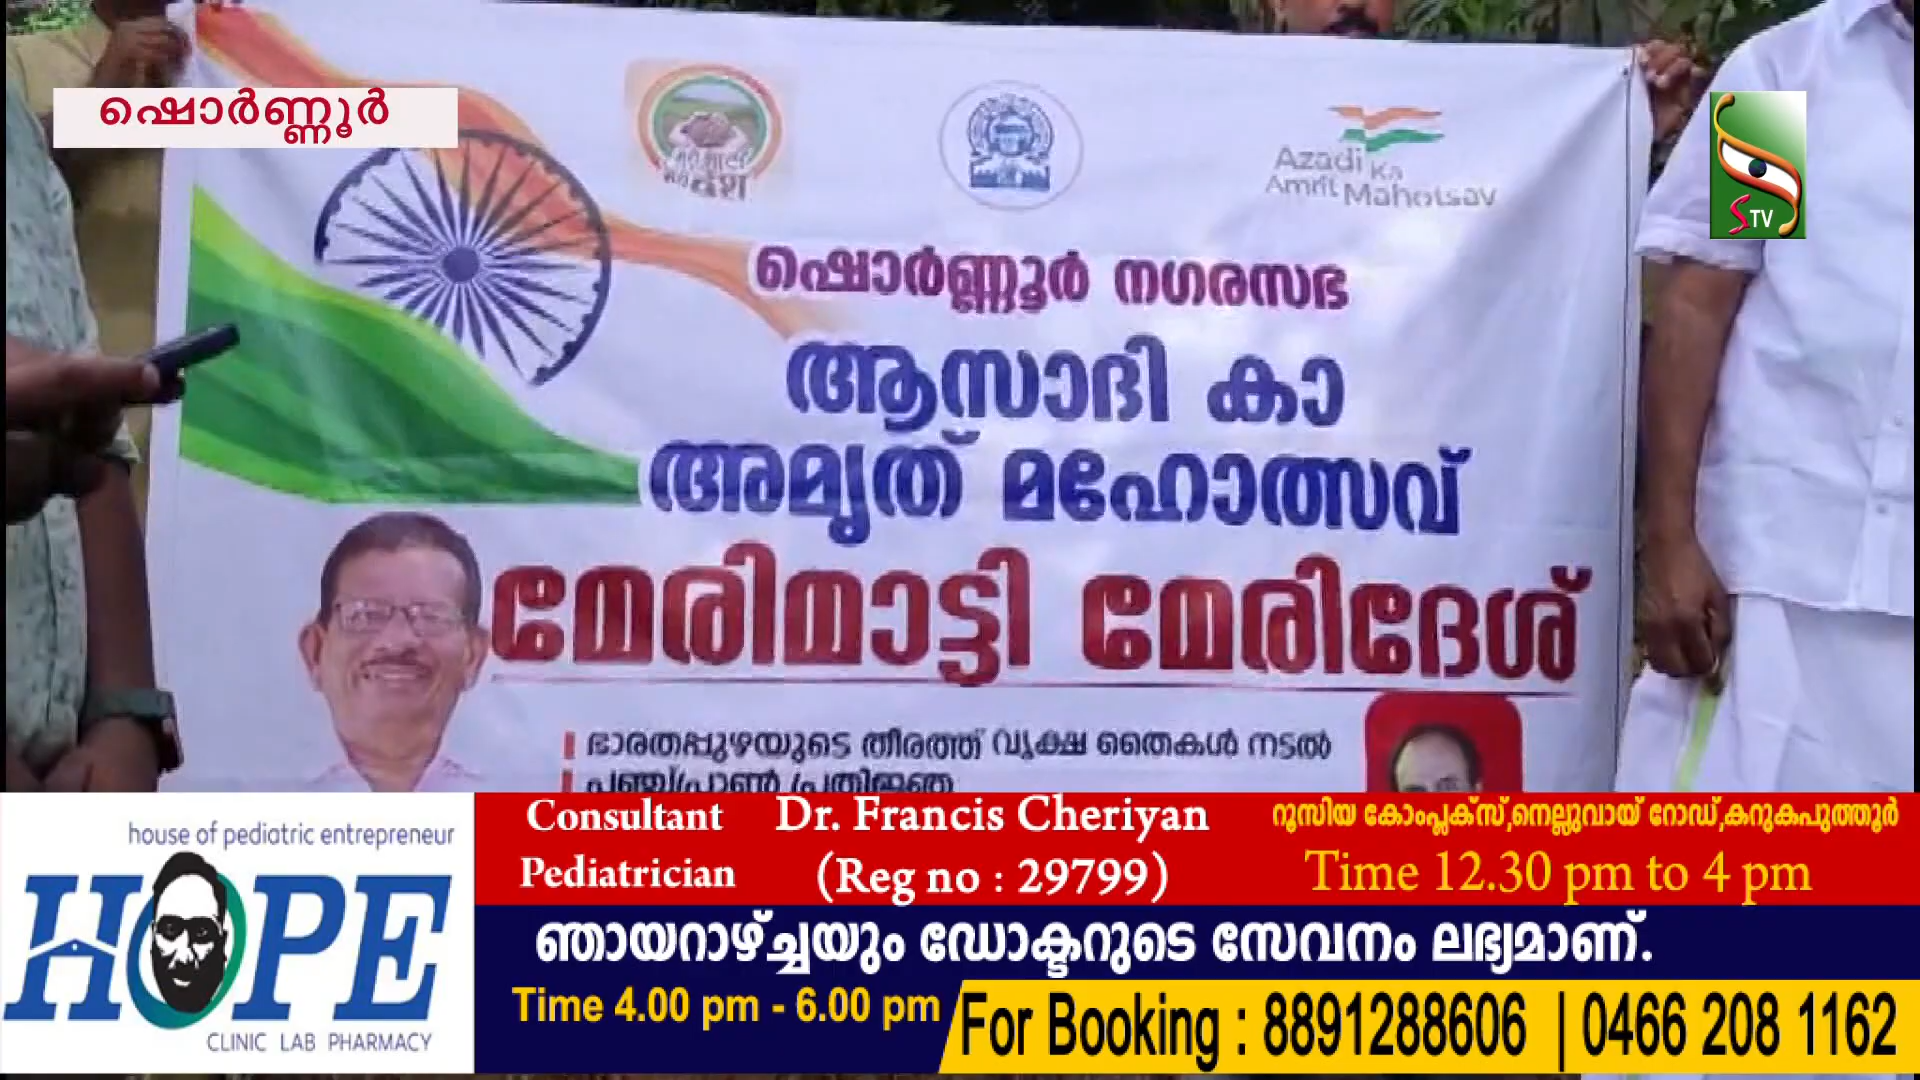 ഷൊർണ്ണൂർ
Azadi Ka
Amrit Mahotsav
STV
ഷൊർണ്ണൂർ നഗരസഭ
ആസാദി കാ
അമൃത് മഹോത്സവ്
മേരിമാട്ടി മേരിദേശ്
ഭാരതപ്പുഴയുടെ തീരത്ത് വൃക്ഷ തൈകൾ നടൽ
പഞ്ച്പ്രാൺ പ്രതിജ്ഞ
house of pediatric entrepreneur
HOPE
CLINIC LAB PHARMACY
Consultant Dr. Francis Cheriyan
Pediatrician (Reg no : 29799)
റൂസിയ കോംപ്ലക്സ്,നെല്ലുവായ് റോഡ്,കറുകപുത്തൂർ
Time 12.30 pm to 4 pm
ഞായറാഴ്ച്ചയും ഡോക്ടറുടെ സേവനം ലഭ്യമാണ്.
Time 4.00 pm - 6.00 pm
For Booking : 8891288606 | 0466 208 1162